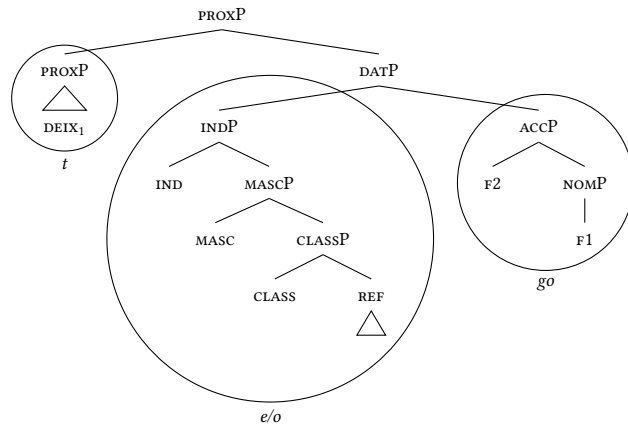 PROXP
PROXP DATP
DEIX₁ INDP ACCP
t
IND MASCP F2 NOMP
MASC CLASSP F1
go
CLASS REF
e/o